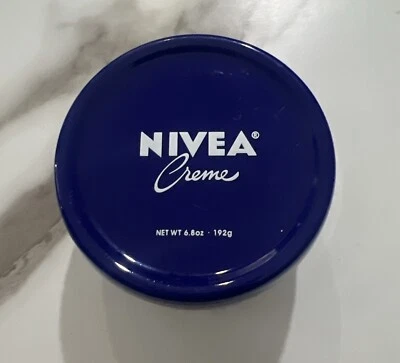 NIVEA®
Creme
NET WT 6.8oz · 192g